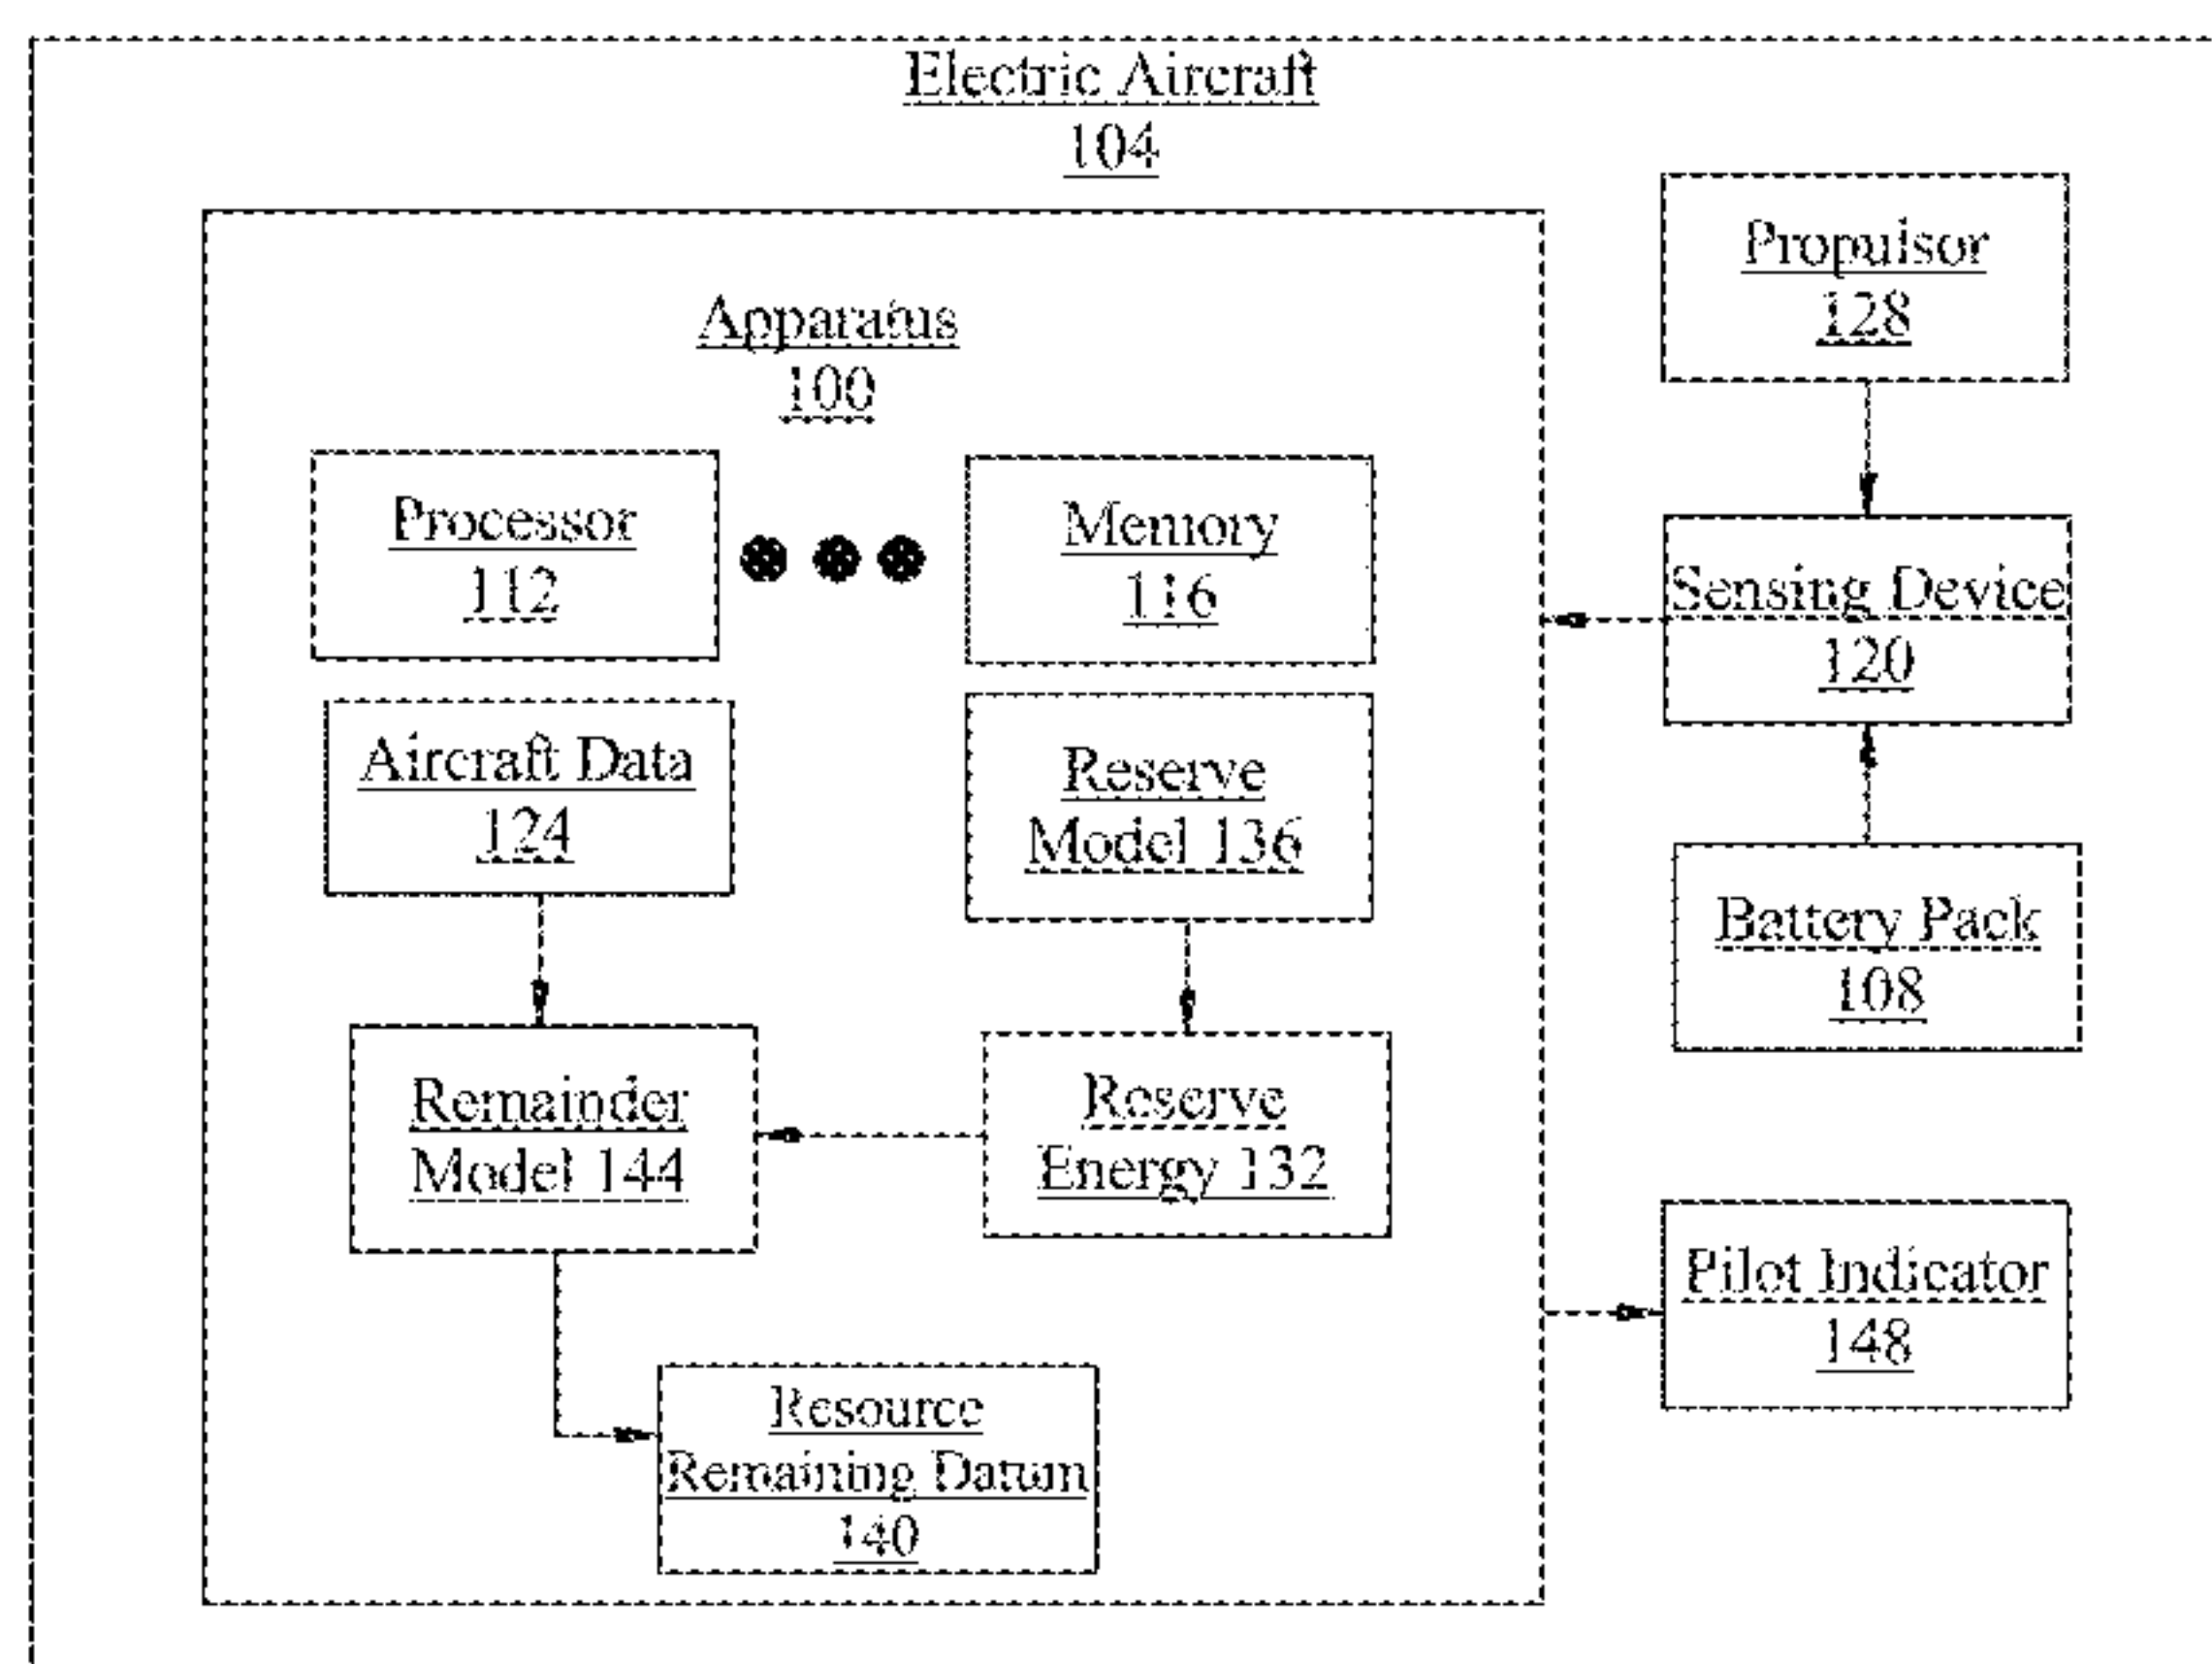 Electric Aircraft
104
Propulsor
128
Apparatus
100
Processor
112
Memory
116
Sensing Device
120
Aircraft Data
124
Reserve
Model 136
Battery Pack
108
Remainder
Model 144
Reserve
Energy 132
Pilot Indicator
148
Resource
Remaining Datum
140